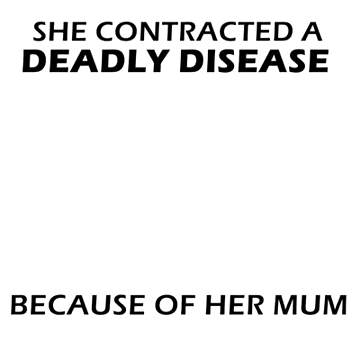 SHE CONTRACTED A
DEADLY DISEASE
BECAUSE OF HER MUM